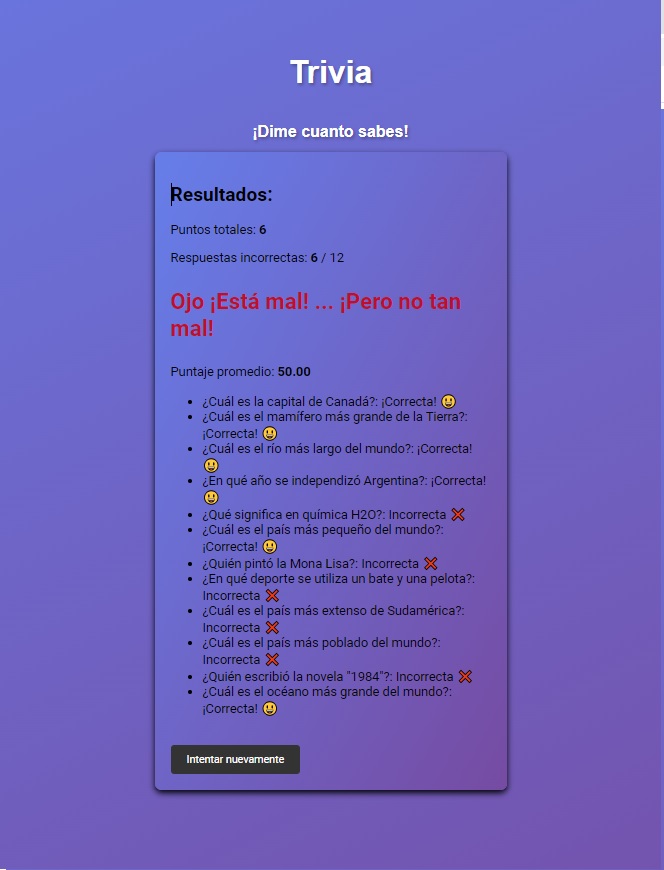 Trivia
¡Dime cuanto sabes!
Resultados:
Puntos totales: 6
Respuestas incorrectas: 6 / 12
Ojo ¡Está mal! ... ¡Pero no tan
mal!
Puntaje promedio: 50.00
• ¿Cuál es la capital de Canadá?: ¡Correcta! 😃
• ¿Cuál es el mamífero más grande de la Tierra?:
¡Correcta! 😃
• ¿Cuál es el río más largo del mundo?: ¡Correcta!
😃
• ¿En qué año se independizó Argentina?: ¡Correcta!
😃
• ¿Qué significa en química H2O?: Incorrecta ❌
• ¿Cuál es el país más pequeño del mundo?:
¡Correcta! 😃
• ¿Quién pintó la Mona Lisa?: Incorrecta ❌
• ¿En qué deporte se utiliza un bate y una pelota?:
Incorrecta ❌
• ¿Cuál es el país más extenso de Sudamérica?:
Incorrecta ❌
• ¿Cuál es el país más poblado del mundo?:
Incorrecta ❌
• ¿Quién escribió la novela "1984"?: Incorrecta ❌
• ¿Cuál es el océano más grande del mundo?:
¡Correcta! 😃
Intentar nuevamente